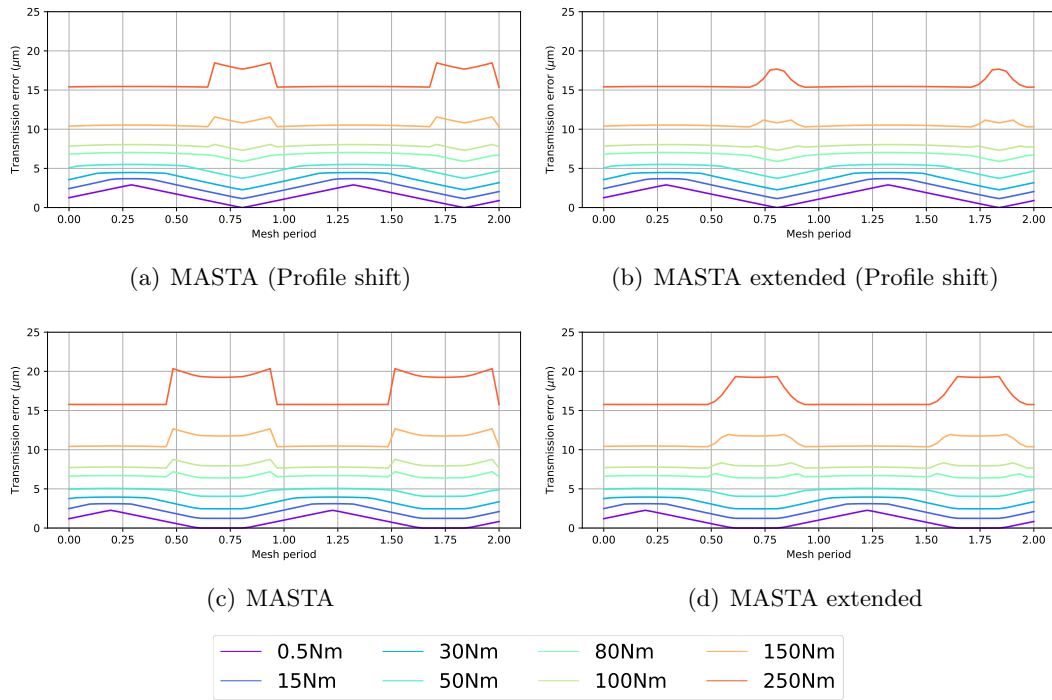 25
20
15
10
5
0
Transmission error (μm)
0.00 0.25 0.50 0.75 1.00 1.25 1.50 1.75 2.00
Mesh period
(a) MASTA (Profile shift)
25
20
15
10
5
0
Transmission error (μm)
0.00 0.25 0.50 0.75 1.00 1.25 1.50 1.75 2.00
Mesh period
(b) MASTA extended (Profile shift)
25
20
15
10
5
0
Transmission error (μm)
0.00 0.25 0.50 0.75 1.00 1.25 1.50 1.75 2.00
Mesh period
(c) MASTA
25
20
15
10
5
0
Transmission error (μm)
0.00 0.25 0.50 0.75 1.00 1.25 1.50 1.75 2.00
Mesh period
(d) MASTA extended
0.5Nm 30Nm 80Nm 150Nm
15Nm 50Nm 100Nm 250Nm